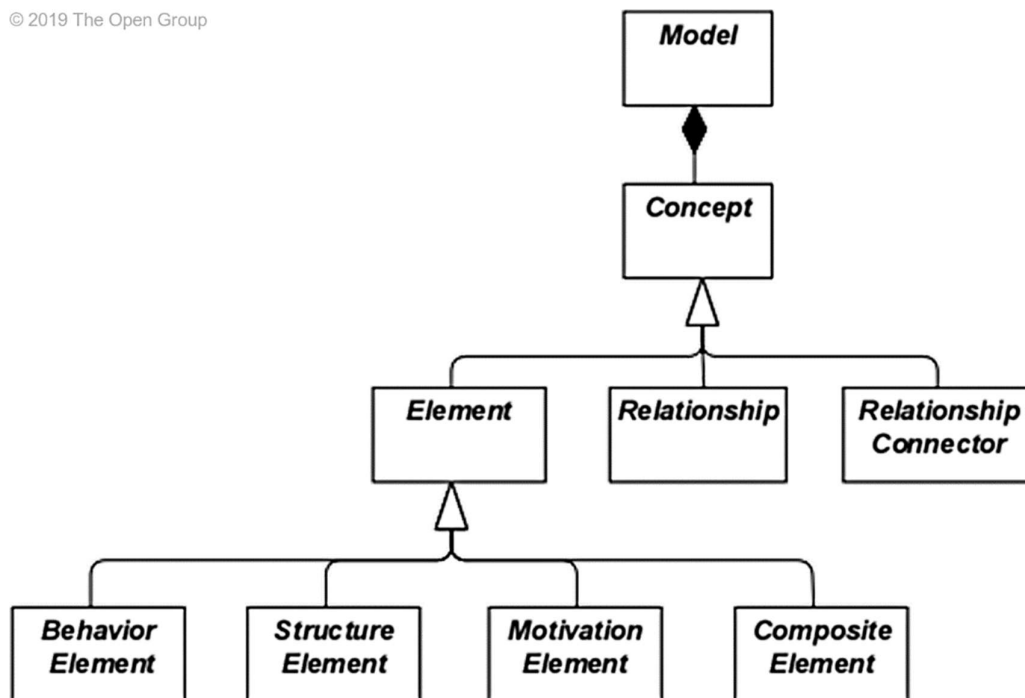 © 2019 The Open Group
Model
Concept
Element
Relationship
Relationship
Connector
Behavior
Element
Structure
Element
Motivation
Element
Composite
Element